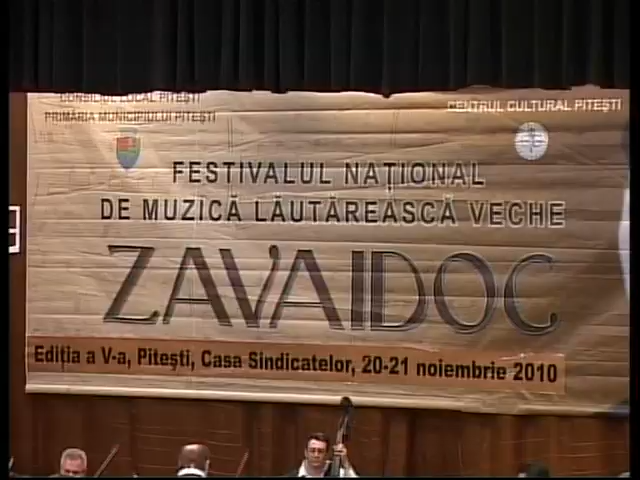 CONSILIUL LOCAL PITEȘTI
PRIMĂRIA MUNICIPIULUI PITEȘTI
CENTRUL CULTURAL PITEȘTI
FESTIVALUL NAȚIONAL
DE MUZICĂ LĂUTĂREASCĂ VECHE
ZAVAIDOC
Ediția a V-a, Pitești, Casa Sindicatelor, 20-21 noiembrie 2010